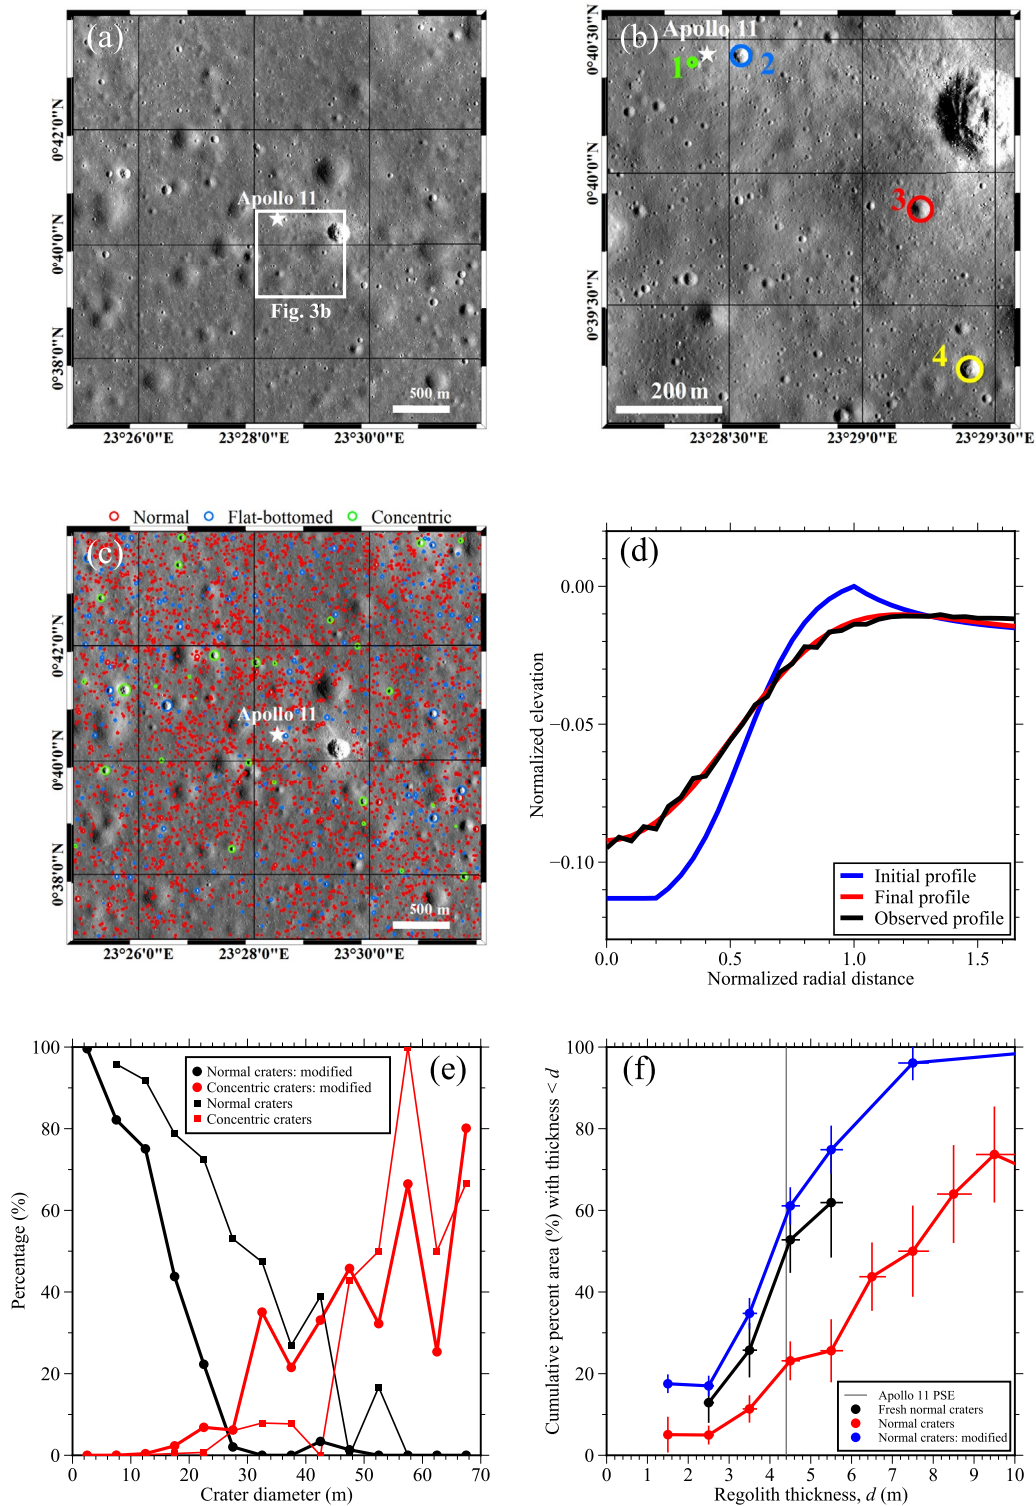 (a)
Apollo 11
Fig. 3b
500 m
0°42'0"N
0°40'0"N
0°38'0"N
23°26'0"E 23°28'0"E 23°30'0"E
(b)
Apollo 11
1
2
3
4
200 m
0°40'30"N
0°40'0"N
0°39'30"N
23°28'30"E 23°29'0"E 23°29'30"E
Normal Flat-bottomed Concentric
(c)
Apollo 11
500 m
0°42'0"N
0°40'0"N
0°38'0"N
23°26'0"E 23°28'0"E 23°30'0"E
(d)
Normalized elevation
0.00
−0.05
−0.10
Initial profile
Final profile
Observed profile
0.0 0.5 1.0 1.5
Normalized radial distance
(e)
Percentage (%)
100
80
60
40
20
0
Normal craters: modified
Concentric craters: modified
Normal craters
Concentric craters
0 10 20 30 40 50 60 70
Crater diameter (m)
(f)
Cumulative percent area (%) with thickness < d
100
80
60
40
20
0
Apollo 11 PSE
Fresh normal craters
Normal craters
Normal craters: modified
0 1 2 3 4 5 6 7 8 9 10
Regolith thickness, d (m)